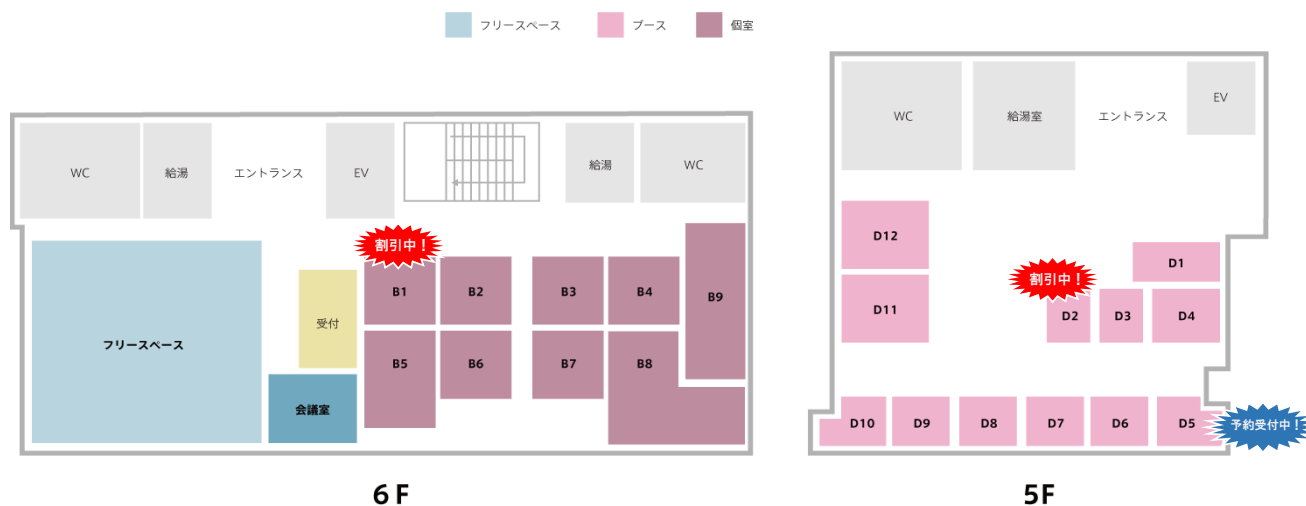 フリースペース
ブース
個室
WC
給湯
エントランス
EV
給湯
WC
割引中！
B1
B2
B3
B4
B9
受付
フリースペース
B5
B6
B7
B8
会議室
6F
WC
給湯室
エントランス
EV
D12
D1
割引中！
D11
D2
D3
D4
D10
D9
D8
D7
D6
D5
予約受付中！
5F